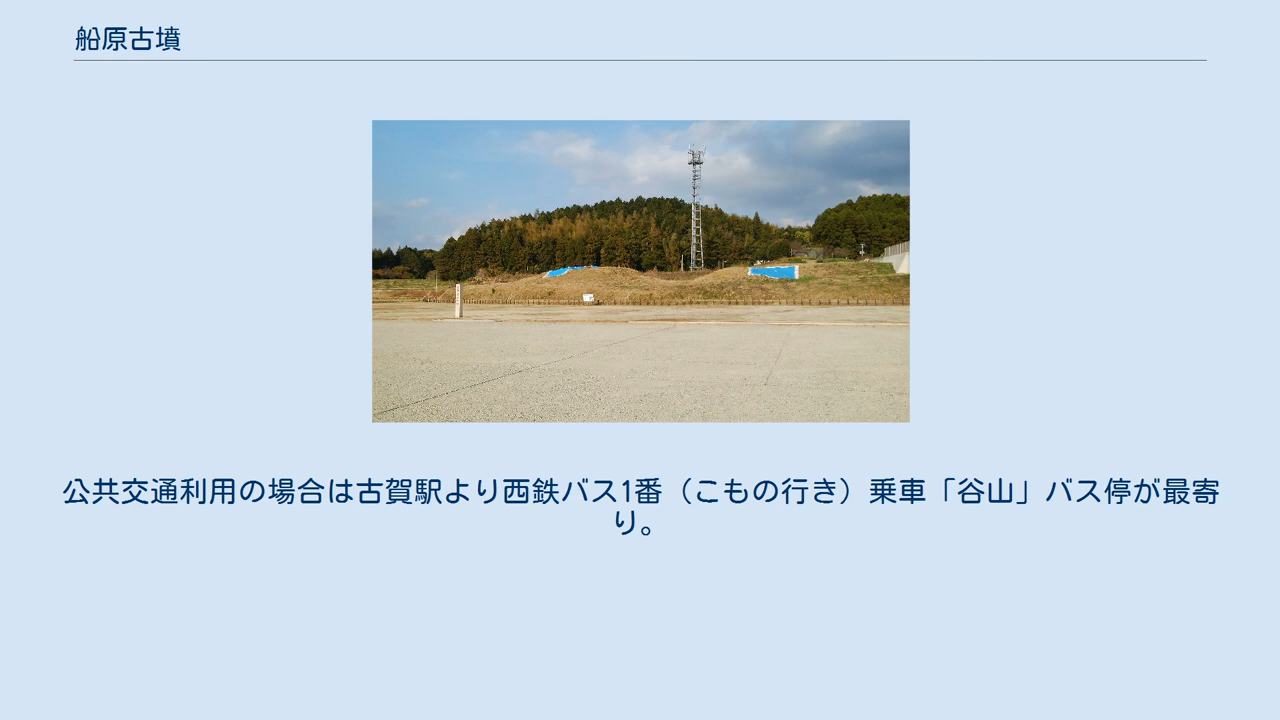 船原古墳
公共交通利用の場合は古賀駅より西鉄バス1番（こもの行き）乗車「谷山」バス停が最寄
り。